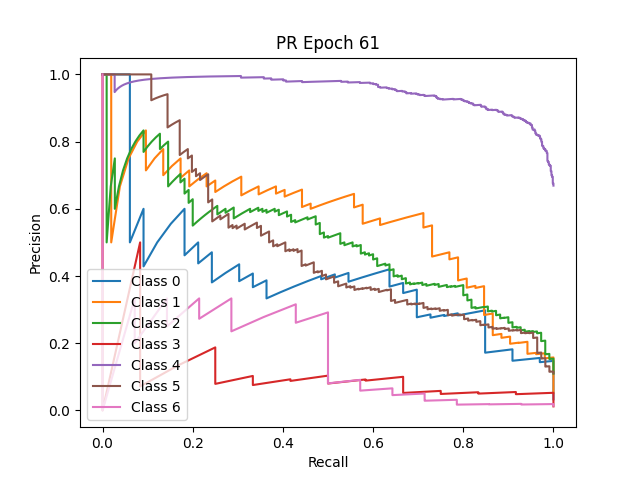 PR Epoch 61
Precision
1.0
0.8
0.6
0.4
0.2
0.0
Class 0
Class 1
Class 2
Class 3
Class 4
Class 5
Class 6
0.0 0.2 0.4 0.6 0.8 1.0
Recall